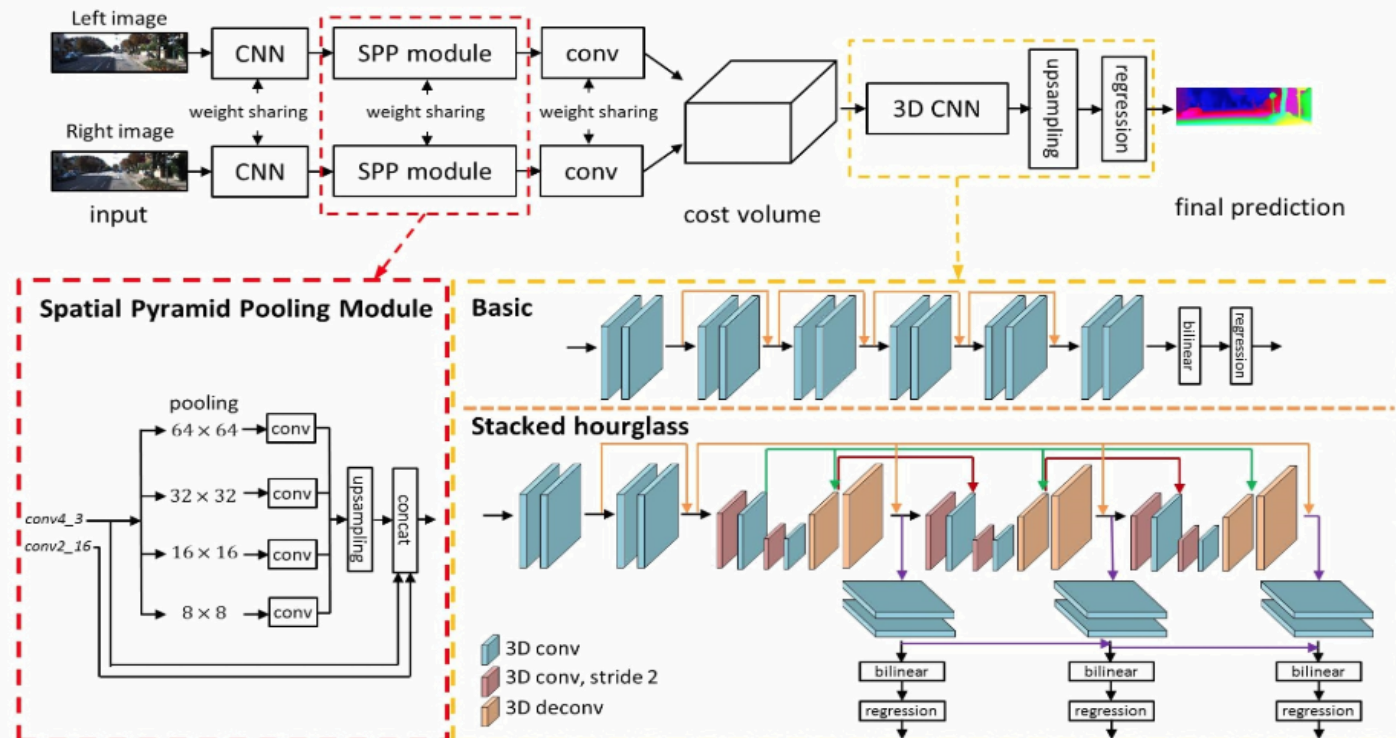 Left image
CNN
SPP module
conv
weight sharing
weight sharing
weight sharing
Right image
CNN
SPP module
conv
input
cost volume
3D CNN
upsampling
regression
final prediction
Spatial Pyramid Pooling Module
pooling
64 × 64
conv
32 × 32
conv
16 × 16
conv
8 × 8
conv
conv4_3
conv2_16
upsampling
concat
Basic
bilinear
regression
Stacked hourglass
3D conv
3D conv, stride 2
3D deconv
bilinear
bilinear
bilinear
regression
regression
regression